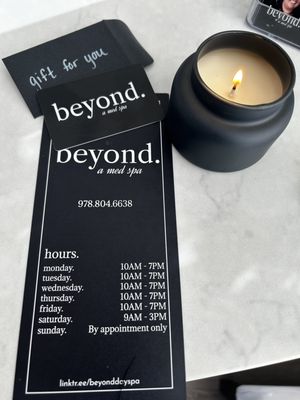 gift for you
beyond.
a med spa
beyond.
a med spa
978.804.6638
hours.
monday. 10AM - 7PM
tuesday. 10AM - 7PM
wednesday. 10AM - 7PM
thursday. 10AM - 7PM
friday. 10AM - 7PM
saturday. 9AM - 3PM
sunday. By appointment only
linktr.ee/beyonddayspa